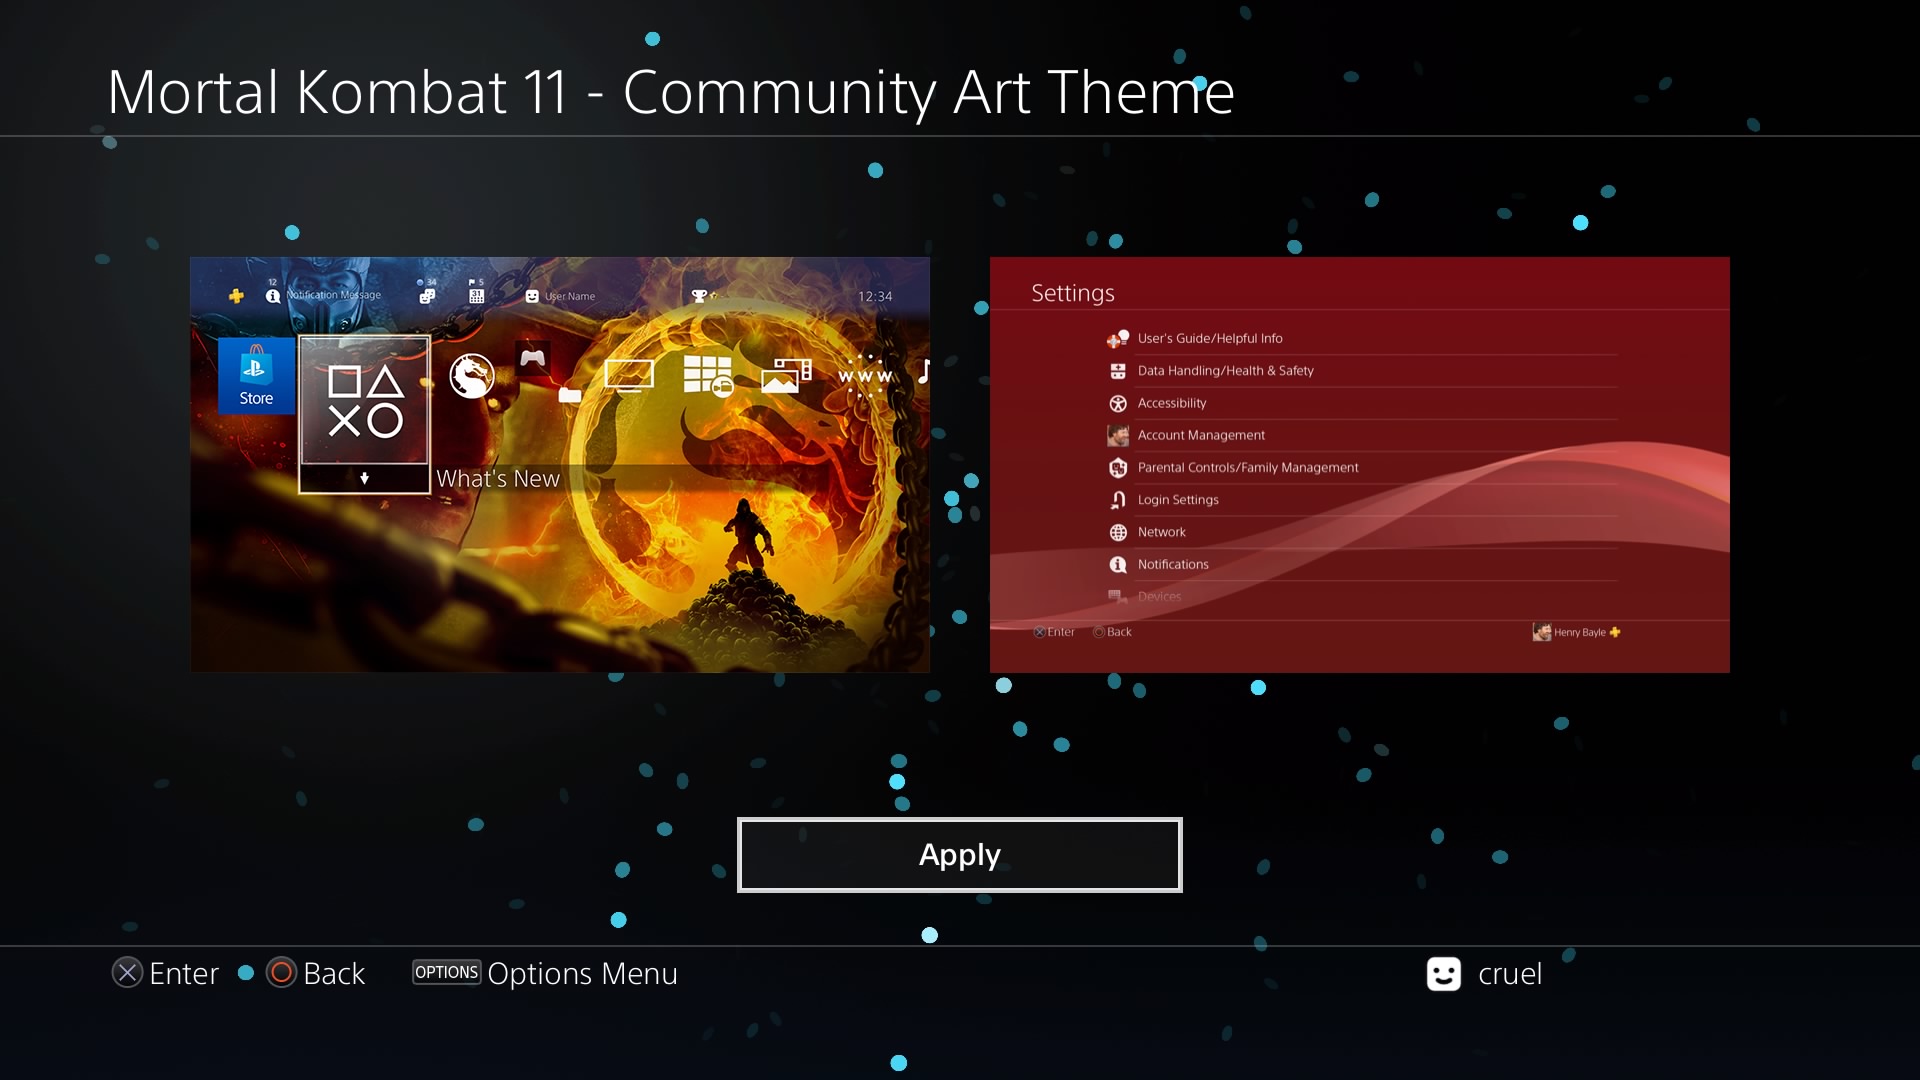 Mortal Kombat 11 - Community Art Theme
12
Notification Message
34
5
31
User Name
12:34
Store
WWW
What's New
Settings
User's Guide/Helpful Info
Data Handling/Health & Safety
Accessibility
Account Management
Parental Controls/Family Management
Login Settings
Network
Notifications
Devices
Enter
Back
Henry Bayle
Apply
Enter
Back
OPTIONS
Options Menu
cruel